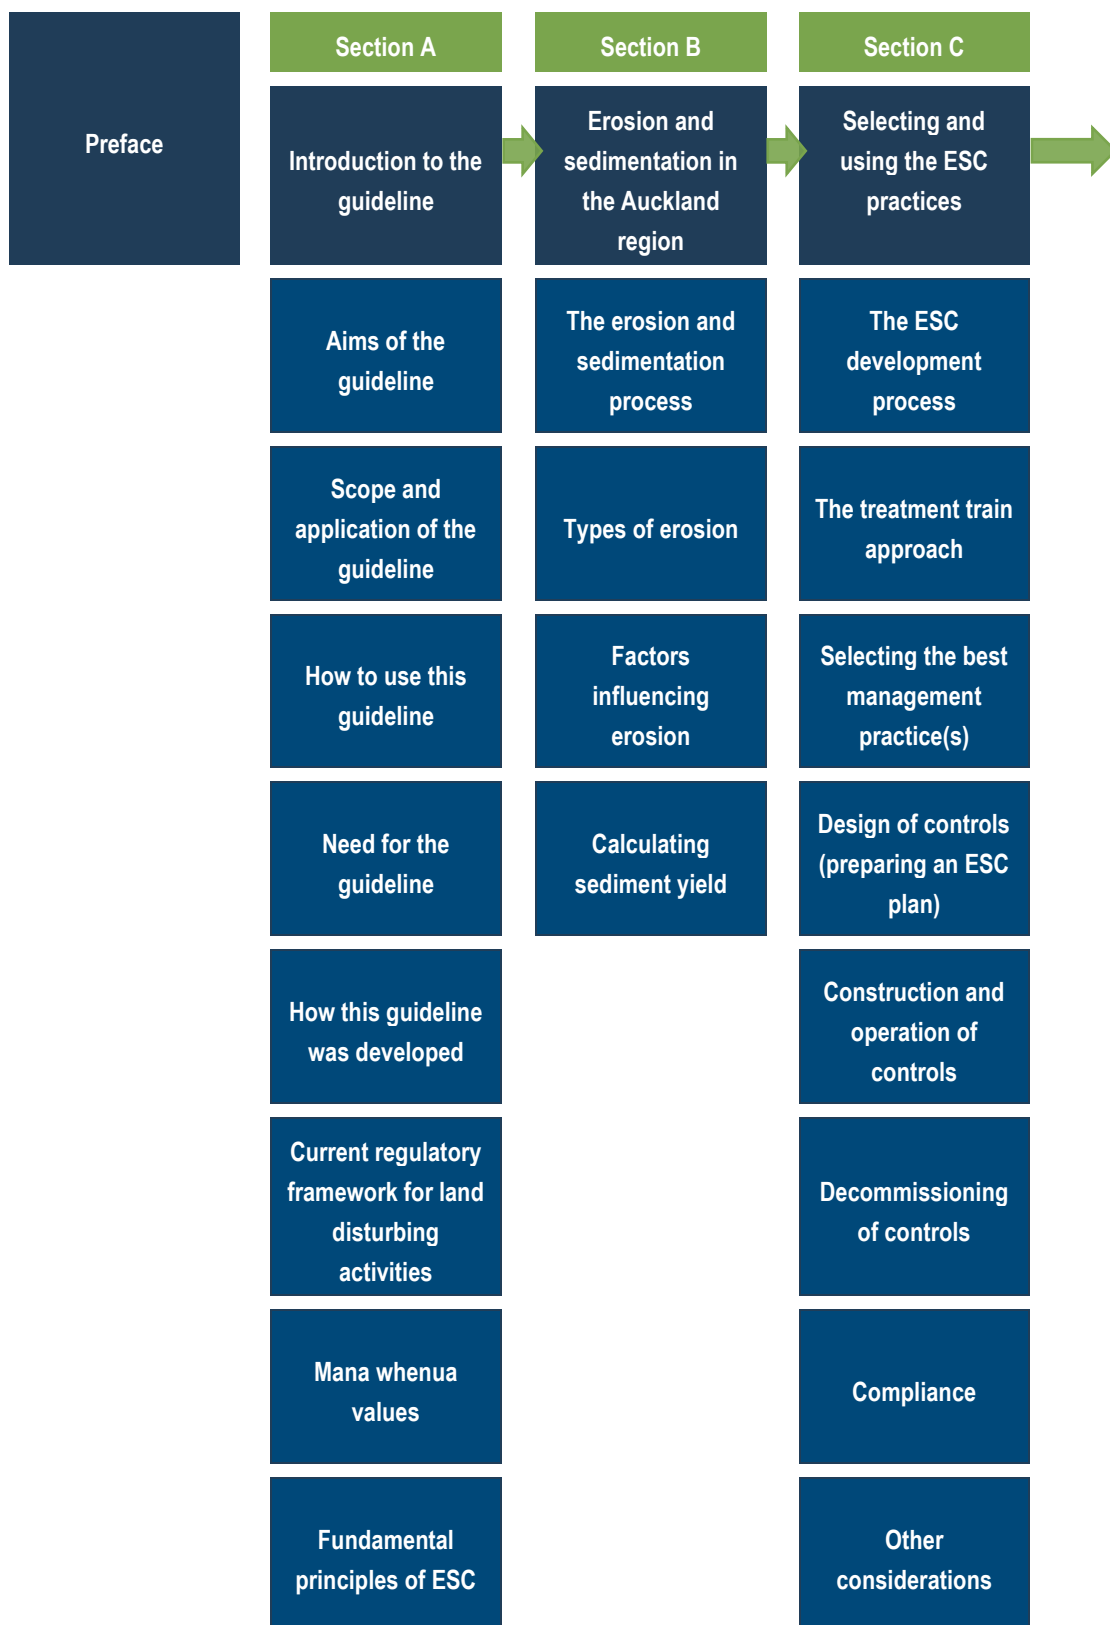 Preface
Section A
Introduction to the
guideline
Aims of the
guideline
Scope and
application of the
guideline
How to use this
guideline
Need for the
guideline
How this guideline
was developed
Current regulatory
framework for land
disturbing
activities
Mana whenua
values
Fundamental
principles of ESC
Section B
Erosion and
sedimentation in
the Auckland
region
The erosion and
sedimentation
process
Types of erosion
Factors
influencing
erosion
Calculating
sediment yield
Section C
Selecting and
using the ESC
practices
The ESC
development
process
The treatment train
approach
Selecting the best
management
practice(s)
Design of controls
(preparing an ESC
plan)
Construction and
operation of
controls
Decommissioning
of controls
Compliance
Other
considerations